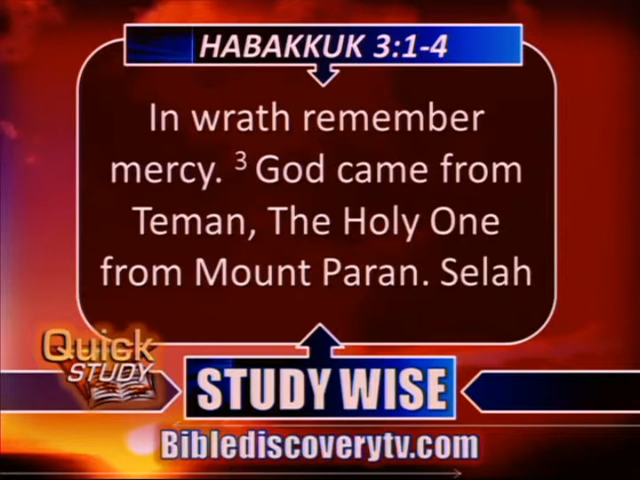 HABAKKUK 3:1-4
In wrath remember
mercy. ³ God came from
Teman, The Holy One
from Mount Paran. Selah
Quick
STUDY
STUDY WISE
Biblediscoverytv.com